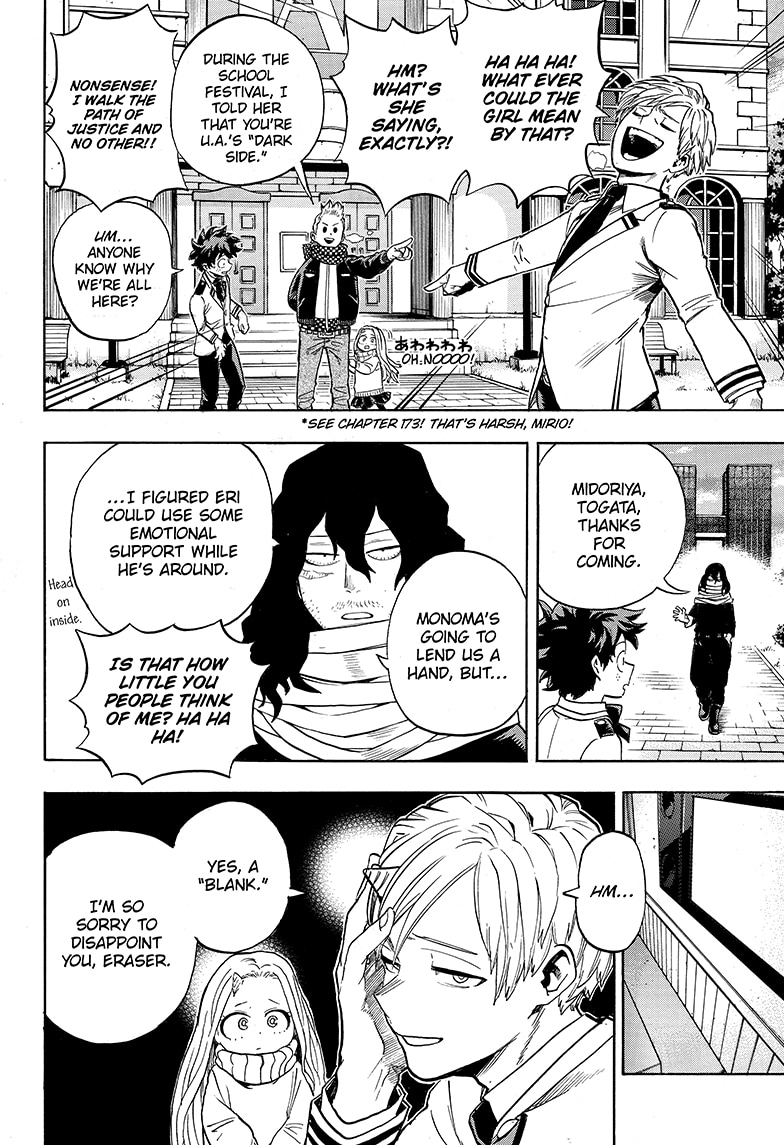 HA HA HA!
WHAT EVER
COULD THE
GIRL MEAN
BY THAT?
HM?
WHAT'S
SHE
SAYING,
EXACTLY?!
DURING THE
SCHOOL
FESTIVAL, I
TOLD HER
THAT YOU'RE
U.A.'S "DARK
SIDE."
NONSENSE!
I WALK THE
PATH OF
JUSTICE AND
NO OTHER!!
UM...
ANYONE
KNOW WHY
WE'RE ALL
HERE?
あわわわわ
OH NOOOO!
*SEE CHAPTER 173! THAT'S HARSH, MIRIO!
MIDORIYA,
TOGATA,
THANKS
FOR
COMING.
MONOMA'S
GOING TO
LEND US A
HAND, BUT...
...I FIGURED ERI
COULD USE SOME
EMOTIONAL
SUPPORT WHILE
HE'S AROUND.
Head
on
inside.
IS THAT HOW
LITTLE YOU
PEOPLE THINK
OF ME? HA HA
HA!
HM...
YES, A
"BLANK."
I'M SO
SORRY TO
DISAPPOINT
YOU, ERASER.